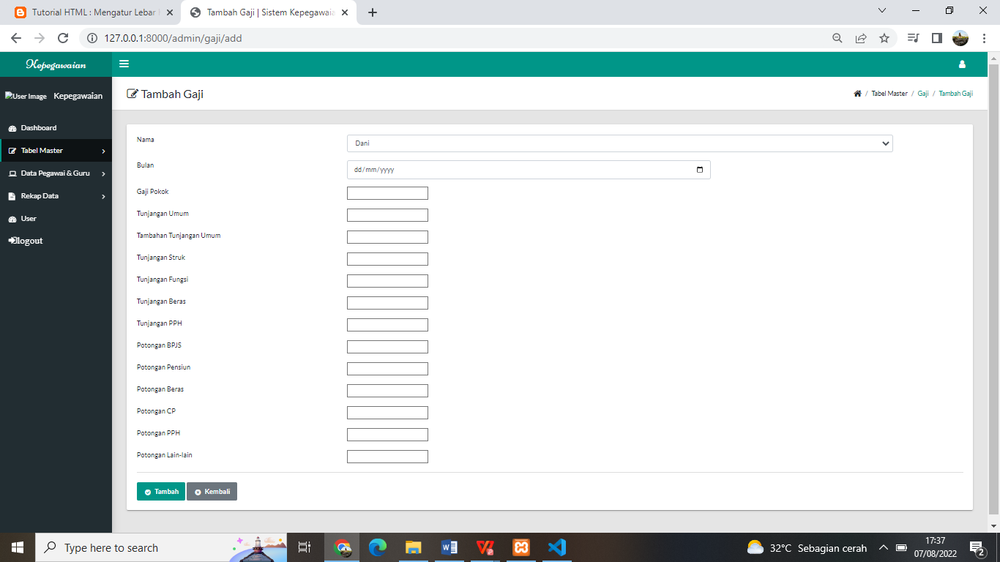 Tutorial HTML : Mengatur Lebar
Tambah Gaji | Sistem Kepegawaia
127.0.0.1:8000/admin/gaji/add
Kepegawaian
Tambah Gaji
/ Tabel Master / Gaji / Tambah Gaji
User Image Kepegawaian
Dashboard
Tabel Master
Data Pegawai & Guru
Rekap Data
User
logout
Nama
Dani
Bulan
dd/mm/yyyy
Gaji Pokok
Tunjangan Umum
Tambahan Tunjangan Umum
Tunjangan Struk
Tunjangan Fungsi
Tunjangan Beras
Tunjangan PPH
Potongan BPJS
Potongan Pensiun
Potongan Beras
Potongan CP
Potongan PPH
Potongan Lain-lain
Tambah
Kembali
Type here to search
32°C Sebagian cerah
17:37
07/08/2022
2